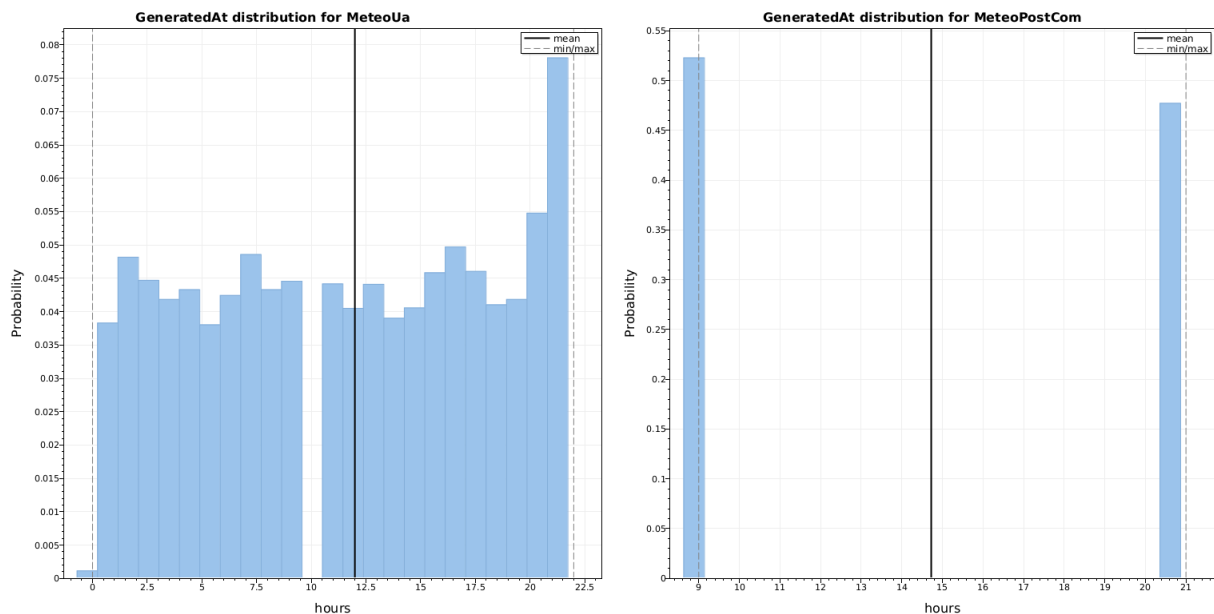 GeneratedAt distribution for MeteoUa
mean
min/max
0.08
0.075
0.07
0.065
0.06
0.055
0.05
0.045
0.04
0.035
0.03
0.025
0.02
0.015
0.01
0.005
0
Probability
0 2.5 5 7.5 10 12.5 15 17.5 20 22.5
hours
GeneratedAt distribution for MeteoPostCom
mean
min/max
0.55
0.5
0.45
0.4
0.35
0.3
0.25
0.2
0.15
0.1
0.05
0
Probability
9 10 11 12 13 14 15 16 17 18 19 20 21
hours